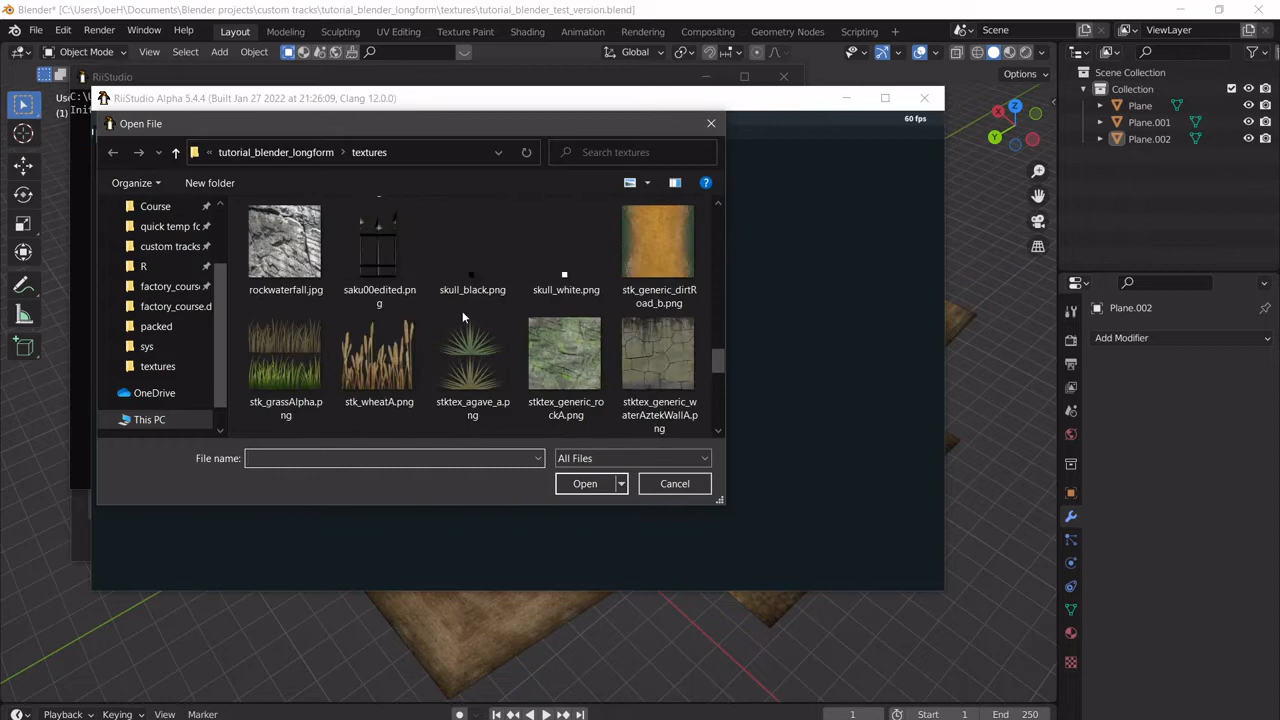 Blender* [C:\Users\JoeH\Documents\Blender projects\custom tracks\tutorial_blender_longform\textures\tutorial_blender_test_version.blend]
File Edit Render Window Help Layout Modeling Sculpting UV Editing Texture Paint Shading Animation Rendering Compositing Geometry Nodes Scripting + Scene ViewLayer
Object Mode View Select Add Object Global
Options
RiiStudio
RiiStudio Alpha 5.4.4 (Built Jan 27 2022 at 21:26:09, Clang 12.0.0)
60 fps
Open File
« tutorial_blender_longform > textures
Search textures
Organize New folder
Course
quick temp fc
custom tracks
R
factory_cours
factory_course.d
packed
sys
textures
OneDrive
This PC
rockwaterfall.jpg
saku00edited.pn
g
skull_black.png
skull_white.png
stk_generic_dirtR
oad_b.png
stk_grassAlpha.p
ng
stk_wheatA.png
stktex_agave_a.p
ng
stktex_generic_ro
ckA.png
stktex_generic_w
aterAztekWallA.p
ng
File name:
All Files
Open
Cancel
Scene Collection
Collection
Plane
Plane.001
Plane.002
Plane.002
Add Modifier
X
Y
Z
(1)
Playback Keying View Marker
1 Start 1 End 250